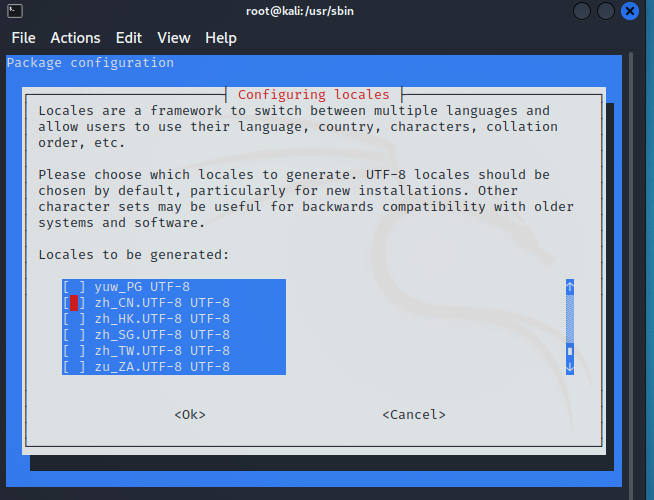 root@kali: /usr/sbin
File Actions Edit View Help
Package configuration
Configuring locales
Locales are a framework to switch between multiple languages and
allow users to use their language, country, characters, collation
order, etc.
Please choose which locales to generate. UTF-8 locales should be
chosen by default, particularly for new installations. Other
character sets may be useful for backwards compatibility with older
systems and software.
Locales to be generated:
[ ] yuw_PG UTF-8
[ ] zh_CN.UTF-8 UTF-8
[ ] zh_HK.UTF-8 UTF-8
[ ] zh_SG.UTF-8 UTF-8
[ ] zh_TW.UTF-8 UTF-8
[ ] zu_ZA.UTF-8 UTF-8
<Ok> <Cancel>